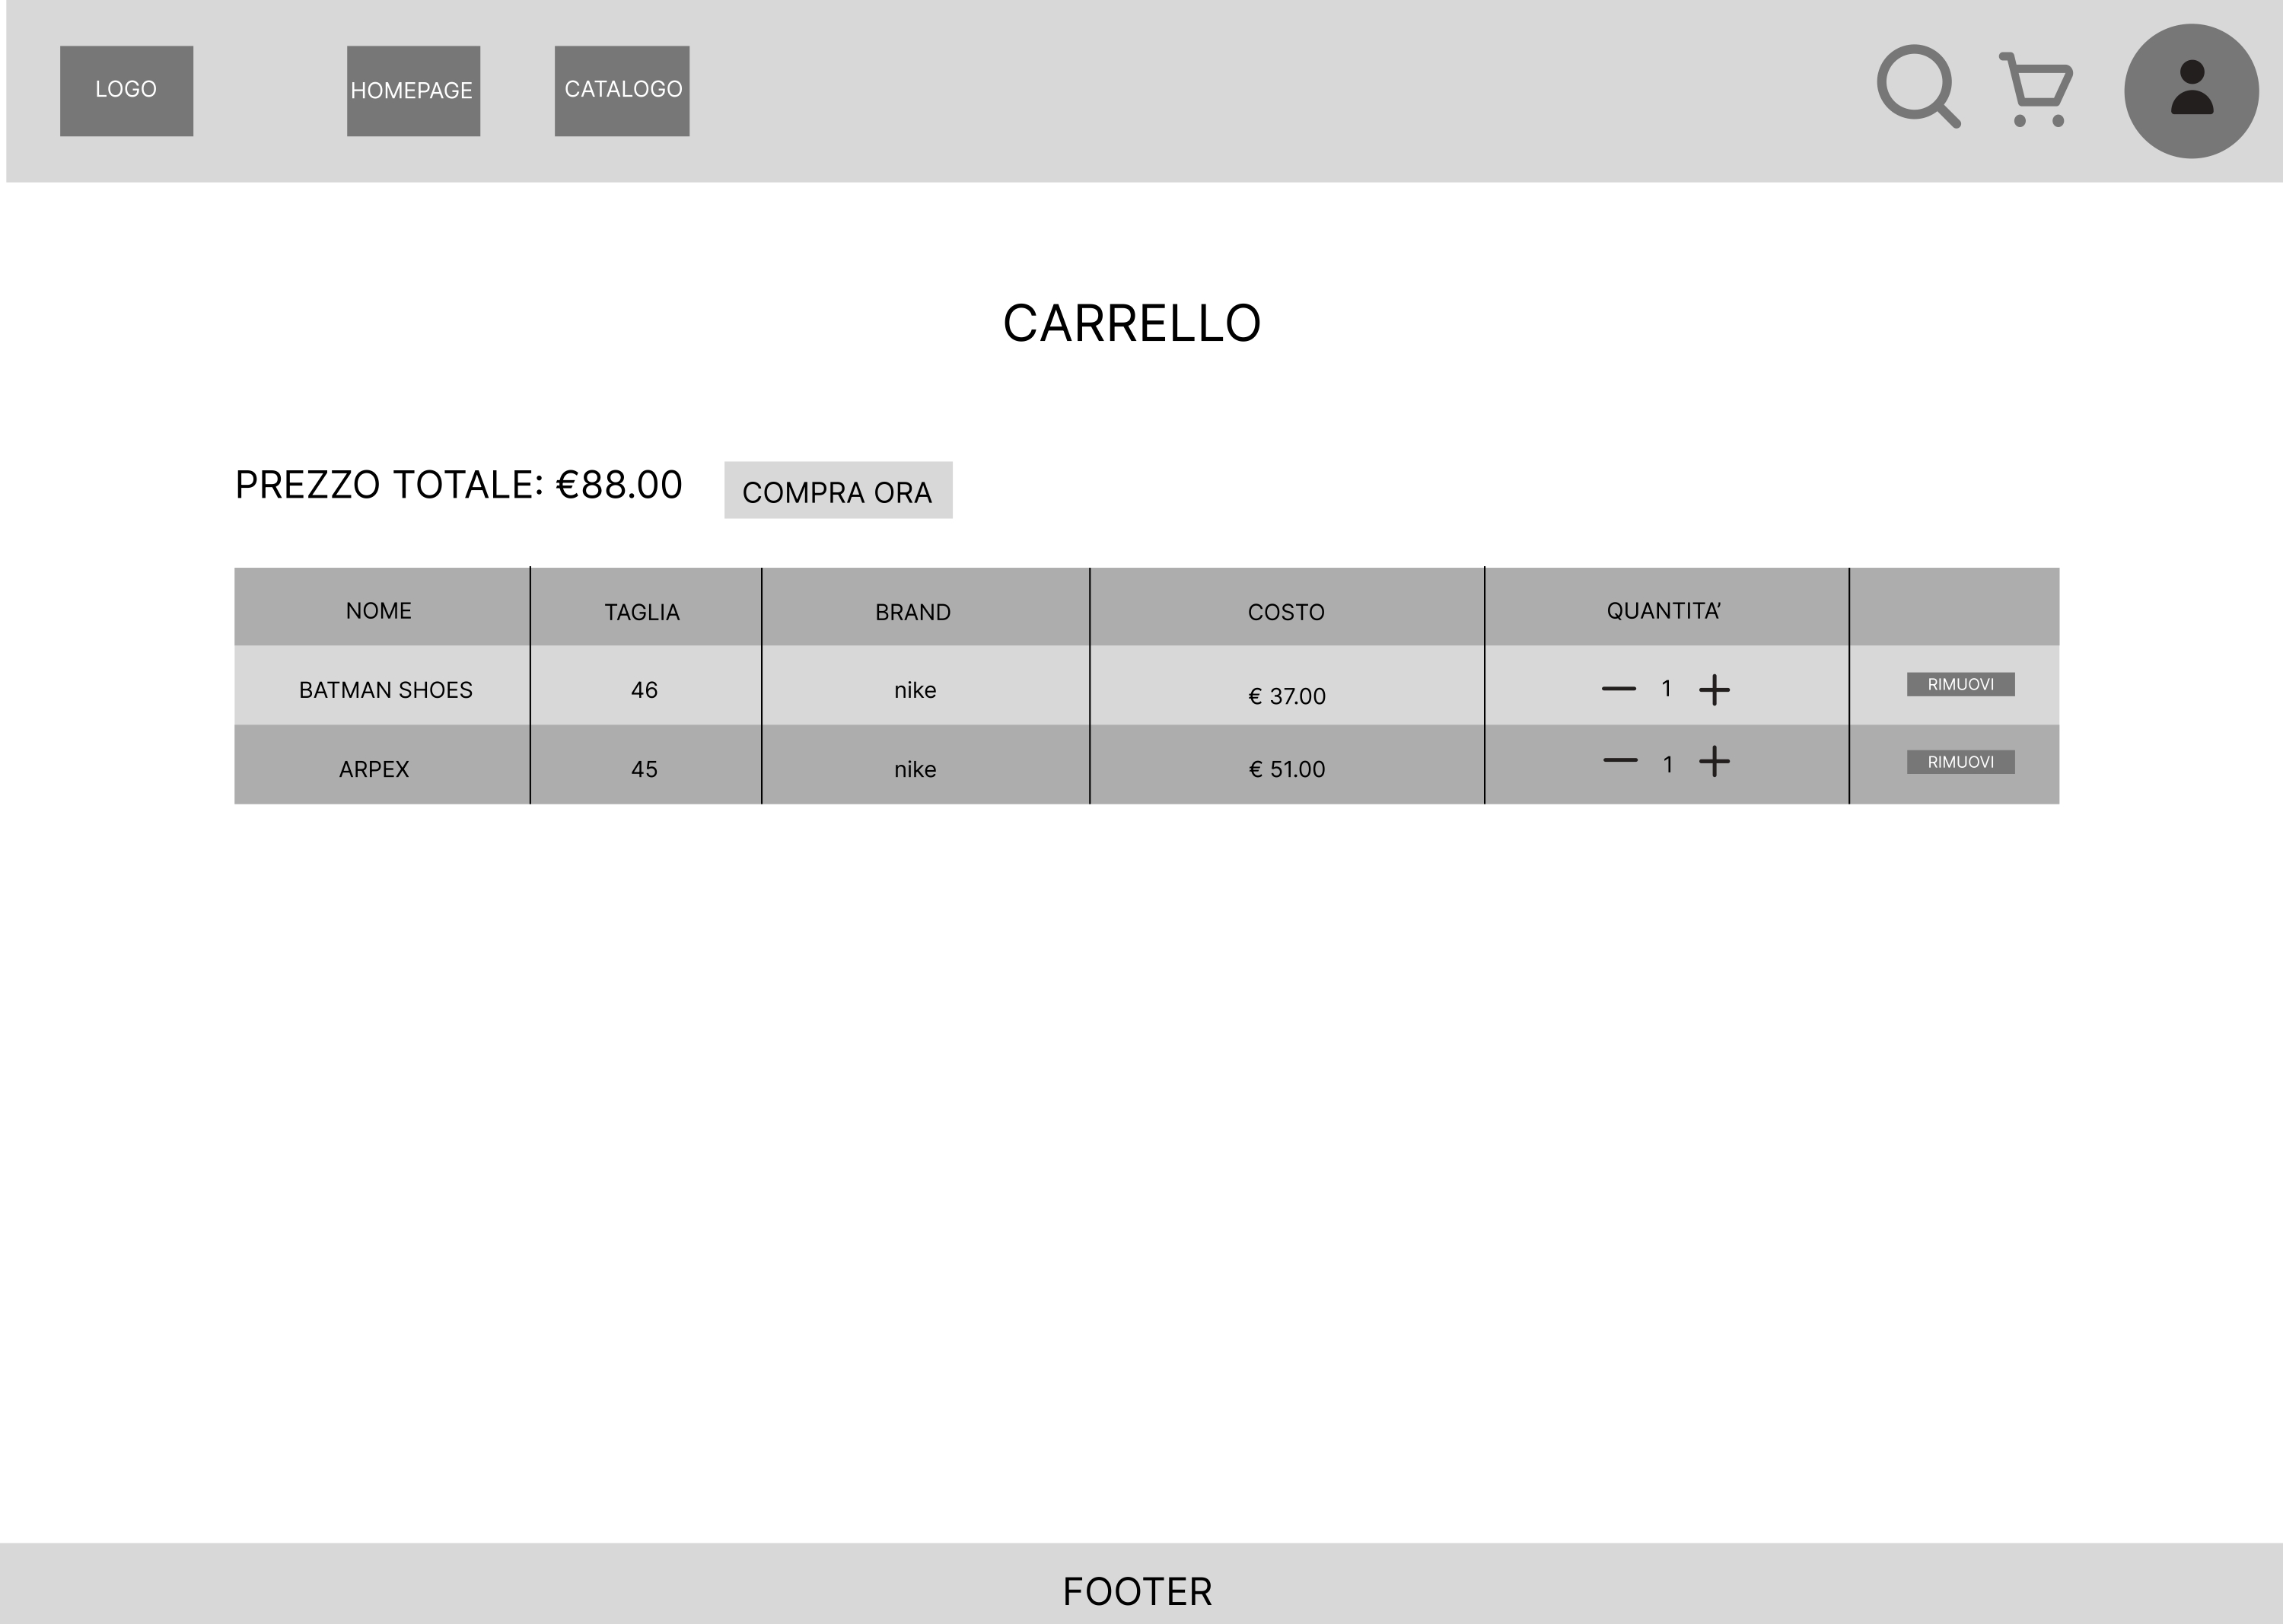 LOGO HOMEPAGE CATALOGO
CARRELLO
PREZZO TOTALE: €88.00 COMPRA ORA
NOME TAGLIA BRAND COSTO QUANTITA’
BATMAN SHOES 46 nike € 37.00 1 RIMUOVI
ARPEX 45 nike € 51.00 1 RIMUOVI
FOOTER